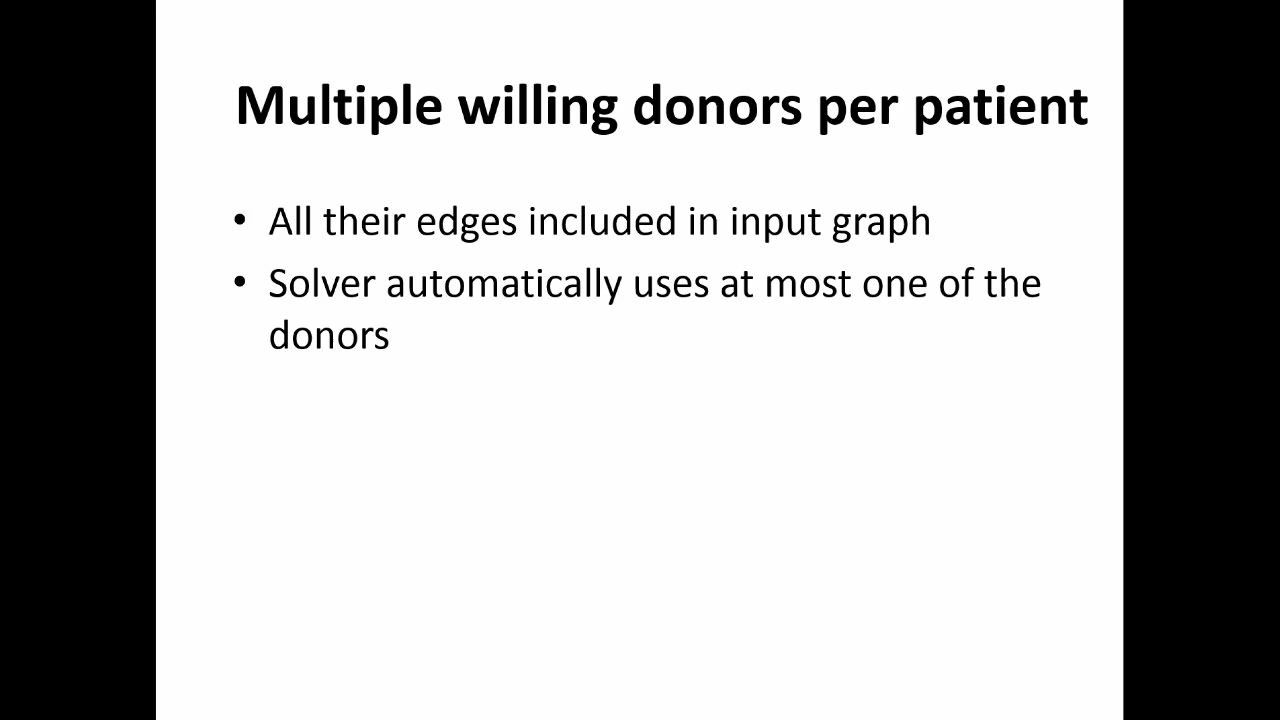 Multiple willing donors per patient
• All their edges included in input graph
• Solver automatically uses at most one of the
donors